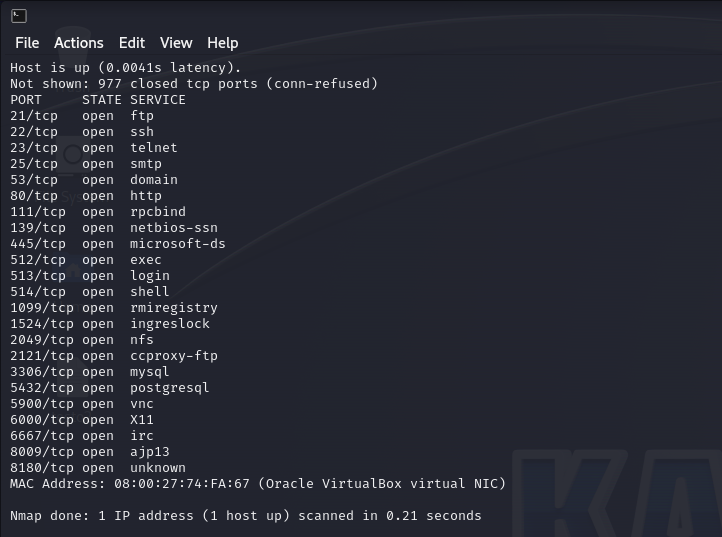 File Actions Edit View Help
Host is up (0.0041s latency).
Not shown: 977 closed tcp ports (conn-refused)
PORT     STATE SERVICE
21/tcp   open  ftp
22/tcp   open  ssh
23/tcp   open  telnet
25/tcp   open  smtp
53/tcp   open  domain
80/tcp   open  http
111/tcp  open  rpcbind
139/tcp  open  netbios-ssn
445/tcp  open  microsoft-ds
512/tcp  open  exec
513/tcp  open  login
514/tcp  open  shell
1099/tcp open  rmiregistry
1524/tcp open  ingreslock
2049/tcp open  nfs
2121/tcp open  ccproxy-ftp
3306/tcp open  mysql
5432/tcp open  postgresql
5900/tcp open  vnc
6000/tcp open  X11
6667/tcp open  irc
8009/tcp open  ajp13
8180/tcp open  unknown
MAC Address: 08:00:27:74:FA:67 (Oracle VirtualBox virtual NIC)
Nmap done: 1 IP address (1 host up) scanned in 0.21 seconds